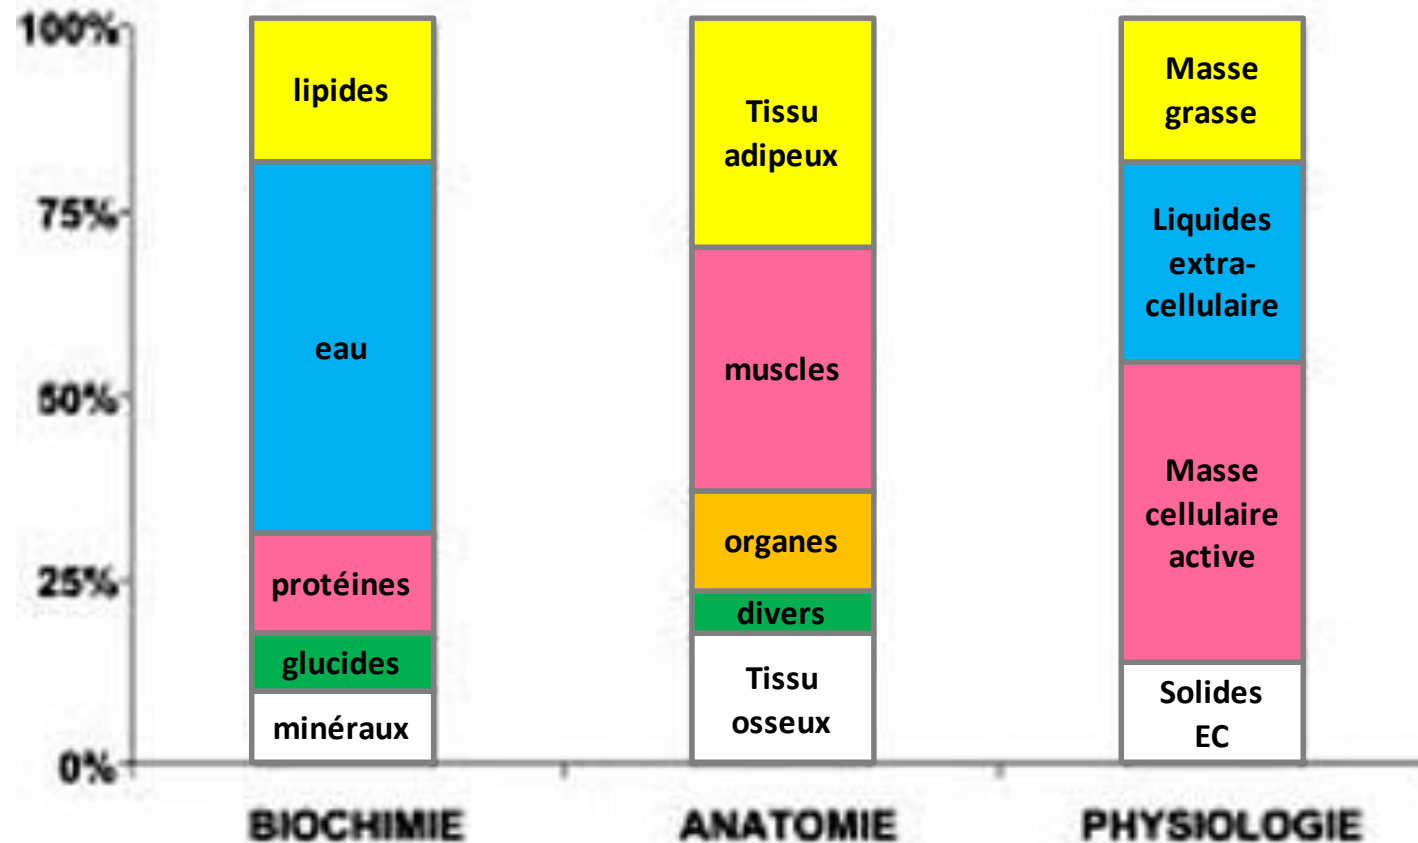 100%
75%
50%
25%
0%
lipides
eau
protéines
glucides
minéraux
BIOCHIMIE
Tissu
adipeux
muscles
organes
divers
Tissu
osseux
ANATOMIE
Masse
grasse
Liquides
extra-
cellulaire
Masse
cellulaire
active
Solides
EC
PHYSIOLOGIE